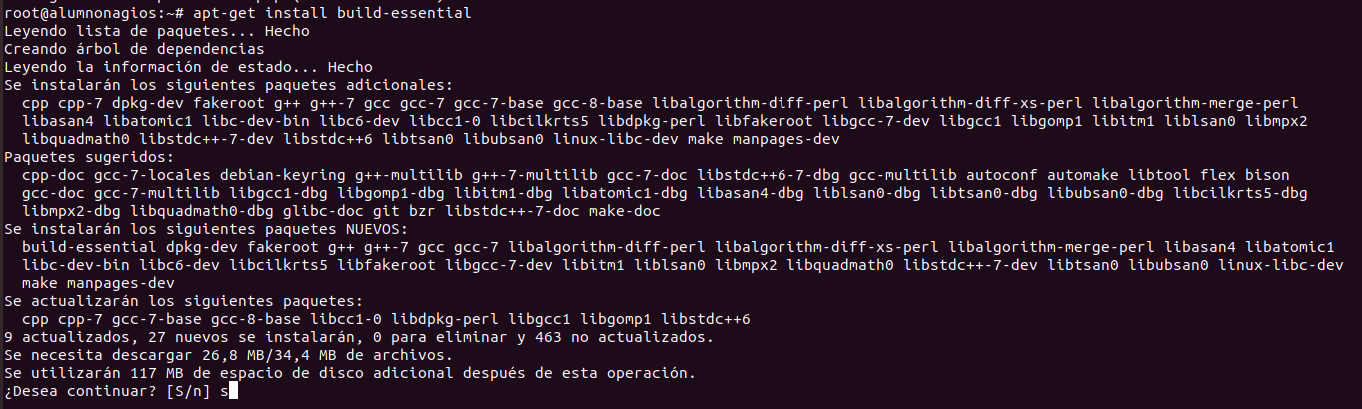 root@alumnonagios:~# apt-get install build-essential
Leyendo lista de paquetes... Hecho
Creando árbol de dependencias
Leyendo la información de estado... Hecho
Se instalarán los siguientes paquetes adicionales:
cpp cpp-7 dpkg-dev fakeroot g++ g++-7 gcc gcc-7 gcc-7-base gcc-8-base libalgorithm-diff-perl libalgorithm-diff-xs-perl libalgorithm-merge-perl
libasan4 libatomic1 libc-dev-bin libc6-dev libcc1-0 libcilkrts5 libdpkg-perl libfakeroot libgcc-7-dev libgcc1 libgomp1 libitm1 liblsan0 libmpx2
libquadmath0 libstdc++-7-dev libstdc++6 libtsan0 libubsan0 linux-libc-dev make manpages-dev
Paquetes sugeridos:
cpp-doc gcc-7-locales debian-keyring g++-multilib g++-7-multilib gcc-7-doc libstdc++6-7-dbg gcc-multilib autoconf automake libtool flex bison
gcc-doc gcc-7-multilib libgcc1-dbg libgomp1-dbg libitm1-dbg libatomic1-dbg libasan4-dbg liblsan0-dbg libtsan0-dbg libubsan0-dbg libcilkrts5-dbg
libmpx2-dbg libquadmath0-dbg glibc-doc git bzr libstdc++-7-doc make-doc
Se instalarán los siguientes paquetes NUEVOS:
build-essential dpkg-dev fakeroot g++ g++-7 gcc gcc-7 libalgorithm-diff-perl libalgorithm-diff-xs-perl libalgorithm-merge-perl libasan4 libatomic1
libc-dev-bin libc6-dev libcilkrts5 libfakeroot libgcc-7-dev libitm1 liblsan0 libmpx2 libquadmath0 libstdc++-7-dev libtsan0 libubsan0 linux-libc-dev
make manpages-dev
Se actualizarán los siguientes paquetes:
cpp cpp-7 gcc-7-base gcc-8-base libcc1-0 libdpkg-perl libgcc1 libgomp1 libstdc++6
9 actualizados, 27 nuevos se instalarán, 0 para eliminar y 463 no actualizados.
Se necesita descargar 26,8 MB/34,4 MB de archivos.
Se utilizarán 117 MB de espacio de disco adicional después de esta operación.
¿Desea continuar? [S/n] s